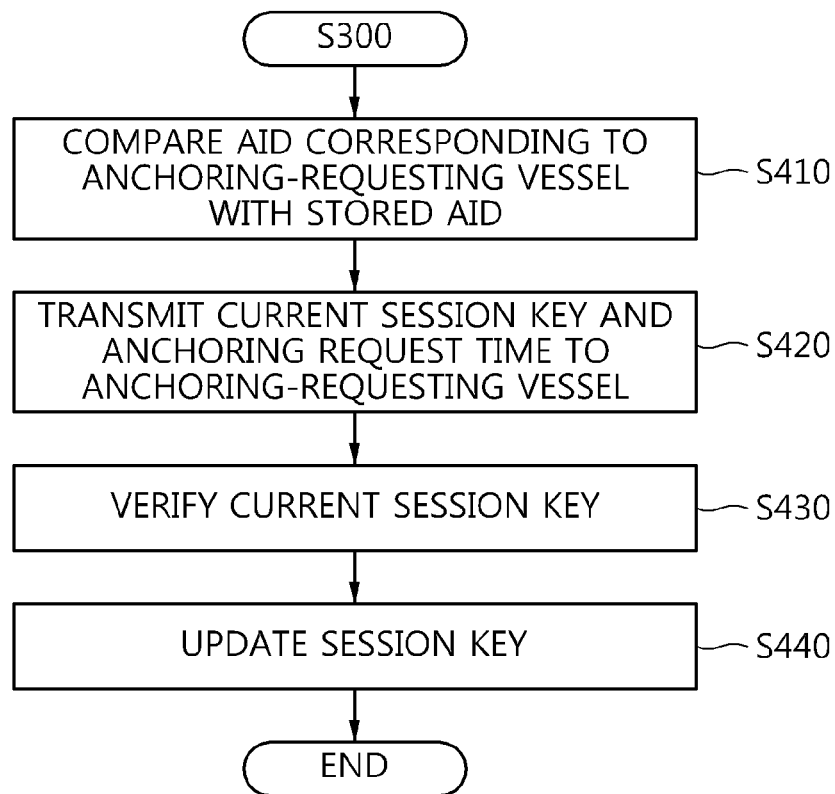 S300
COMPARE AID CORRESPONDING TO
ANCHORING-REQUESTING VESSEL
WITH STORED AID
S410
TRANSMIT CURRENT SESSION KEY AND
ANCHORING REQUEST TIME TO
ANCHORING-REQUESTING VESSEL
S420
VERIFY CURRENT SESSION KEY
S430
UPDATE SESSION KEY
S440
END